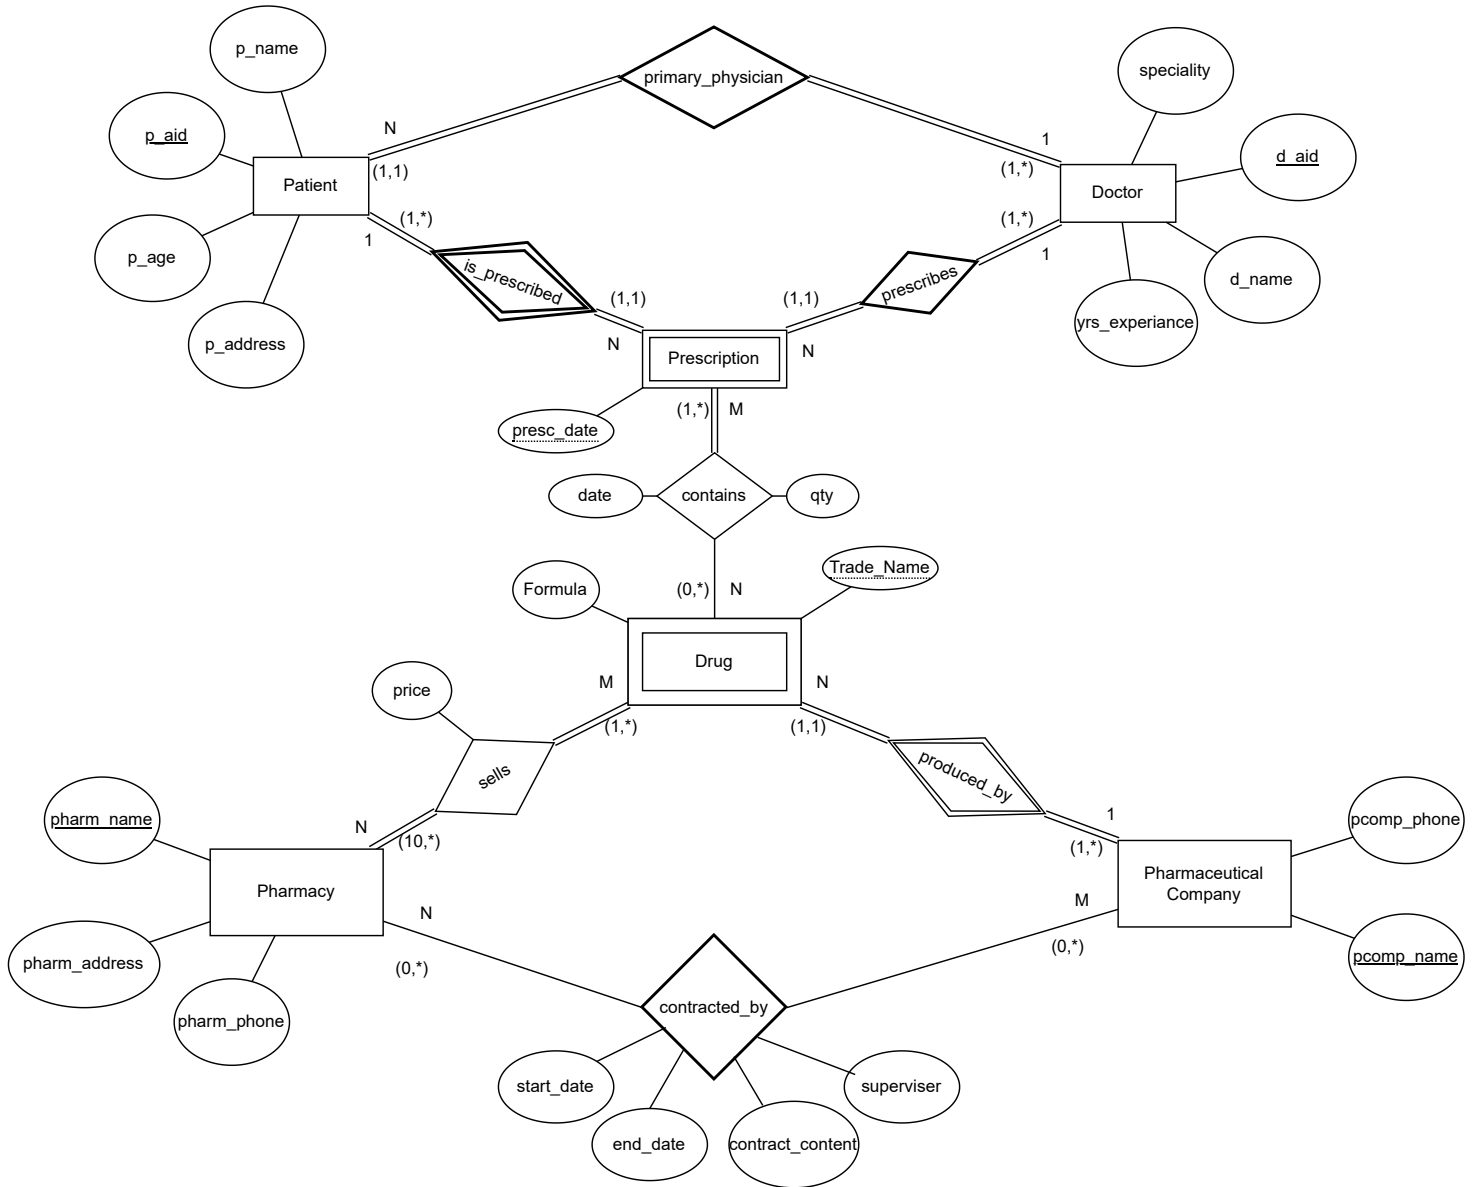 p_name
primary_physician
speciality
p_aid
N
1
d_aid
(1,1)
(1,*)
Patient
Doctor
(1,*)
(1,*)
1
1
p_age
is_prescribed
prescribes
d_name
(1,1)
(1,1)
yrs_experiance
p_address
N
N
Prescription
(1,*)
M
presc_date
date
contains
qty
Formula
(0,*)
N
Trade_Name
Drug
price
M
N
(1,*)
(1,1)
sells
produced_by
pharm_name
N
1
pcomp_phone
(10,*)
(1,*)
Pharmacy
Pharmaceutical
Company
N
M
pharm_address
(0,*)
(0,*)
pcomp_name
pharm_phone
contracted_by
start_date
superviser
end_date
contract_content